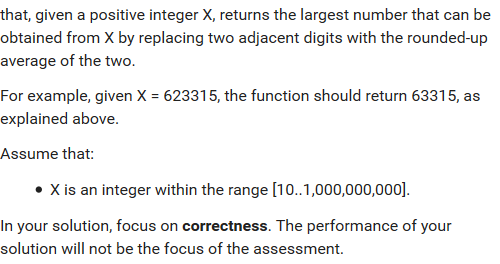 that, given a positive integer X, returns the largest number that can be
obtained from X by replacing two adjacent digits with the rounded-up
average of the two.
For example, given X = 623315, the function should return 63315, as
explained above.
Assume that:
• X is an integer within the range [10..1,000,000,000].
In your solution, focus on correctness. The performance of your
solution will not be the focus of the assessment.